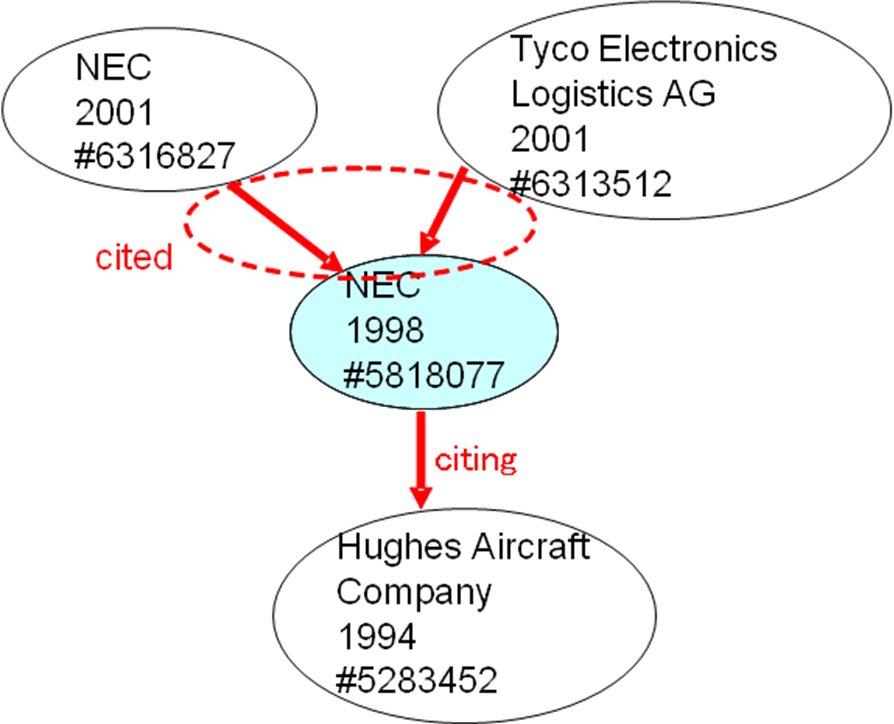 NEC
2001
#6316827
Tyco Electronics
Logistics AG
2001
#6313512
cited
NEC
1998
#5818077
citing
Hughes Aircraft
Company
1994
#5283452